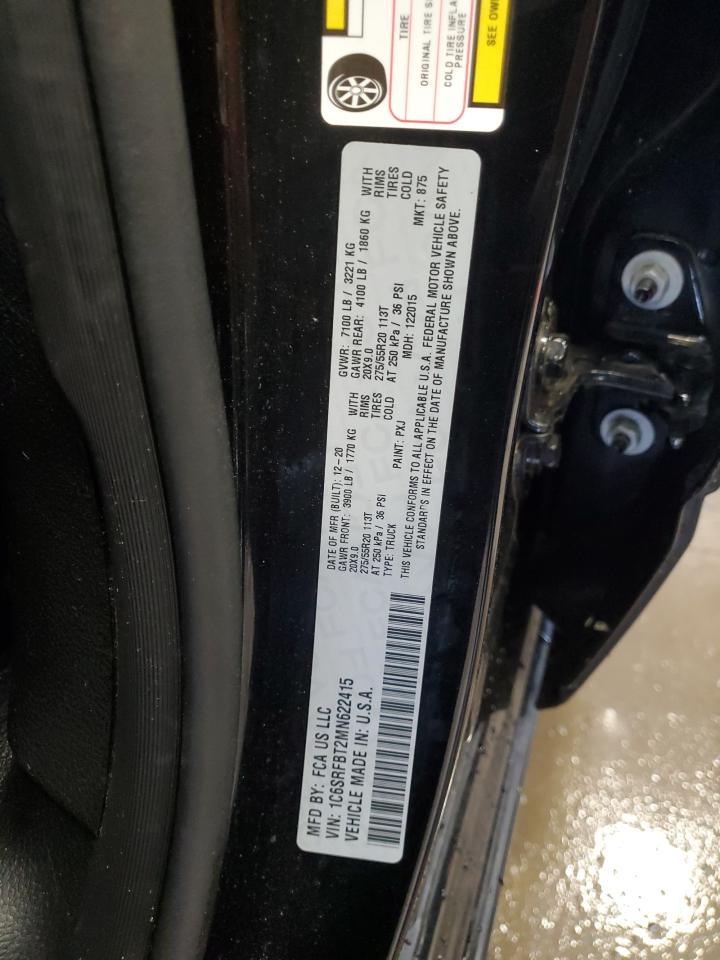 MFD BY: FCA US LLC
VIN: 1C6SRFBT2MN622415
VEHICLE MADE IN: U.S.A.
DATE OF MFR (BUILT): 12-20
GAWR FRONT: 3900 LB / 1770 KG WITH
20X9.0 RIMS
275/55R20 113T TIRES
AT 250 kPa / 36 PSI COLD
TYPE: TRUCK PAINT: PXJ
GVWR: 7100 LB / 3221 KG
GAWR REAR: 4100 LB / 1860 KG WITH
20X9.0 RIMS
275/55R20 113T TIRES
AT 250 kPa / 36 PSI COLD
MDH: 122015 MKT: 875
THIS VEHICLE CONFORMS TO ALL APPLICABLE U.S.A. FEDERAL MOTOR VEHICLE SAFETY
STANDARDS IN EFFECT ON THE DATE OF MANUFACTURE SHOWN ABOVE.
TIRE
ORIGINAL TIRE
COLD TIRE
PRESSURE
SEE